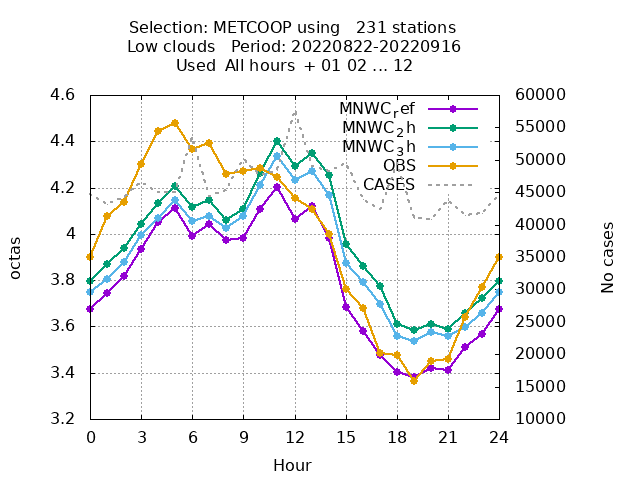 Selection: METCOOP using   231 stations
Low clouds   Period: 20220822-20220916
Used  All hours  + 01 02 ... 12
4.6 60000
MNWCref
55000
4.4 MNWC2h
MNWC3h 50000
OBS
4.2 CASES 45000
4 40000
35000
3.8 30000
3.6 25000
20000
3.4 15000
3.2 10000
0 3 6 9 12 15 18 21 24
Hour
octas
No cases